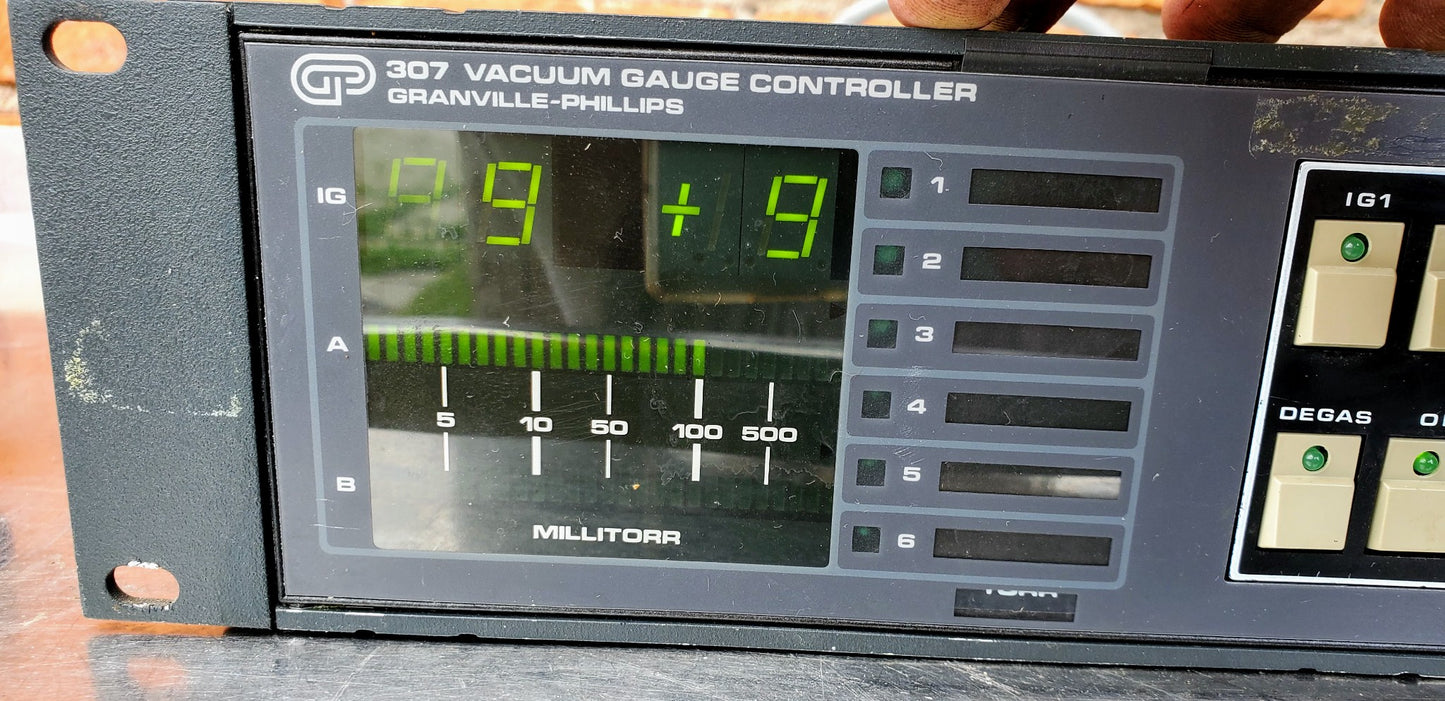 GP 307 VACUUM GAUGE CONTROLLER
GRANVILLE-PHILLIPS
IG
9 +9
A
5 10 50 100 500
B
MILLITORR
1
2
3
4
5
6
TORR
IG1
DEGAS